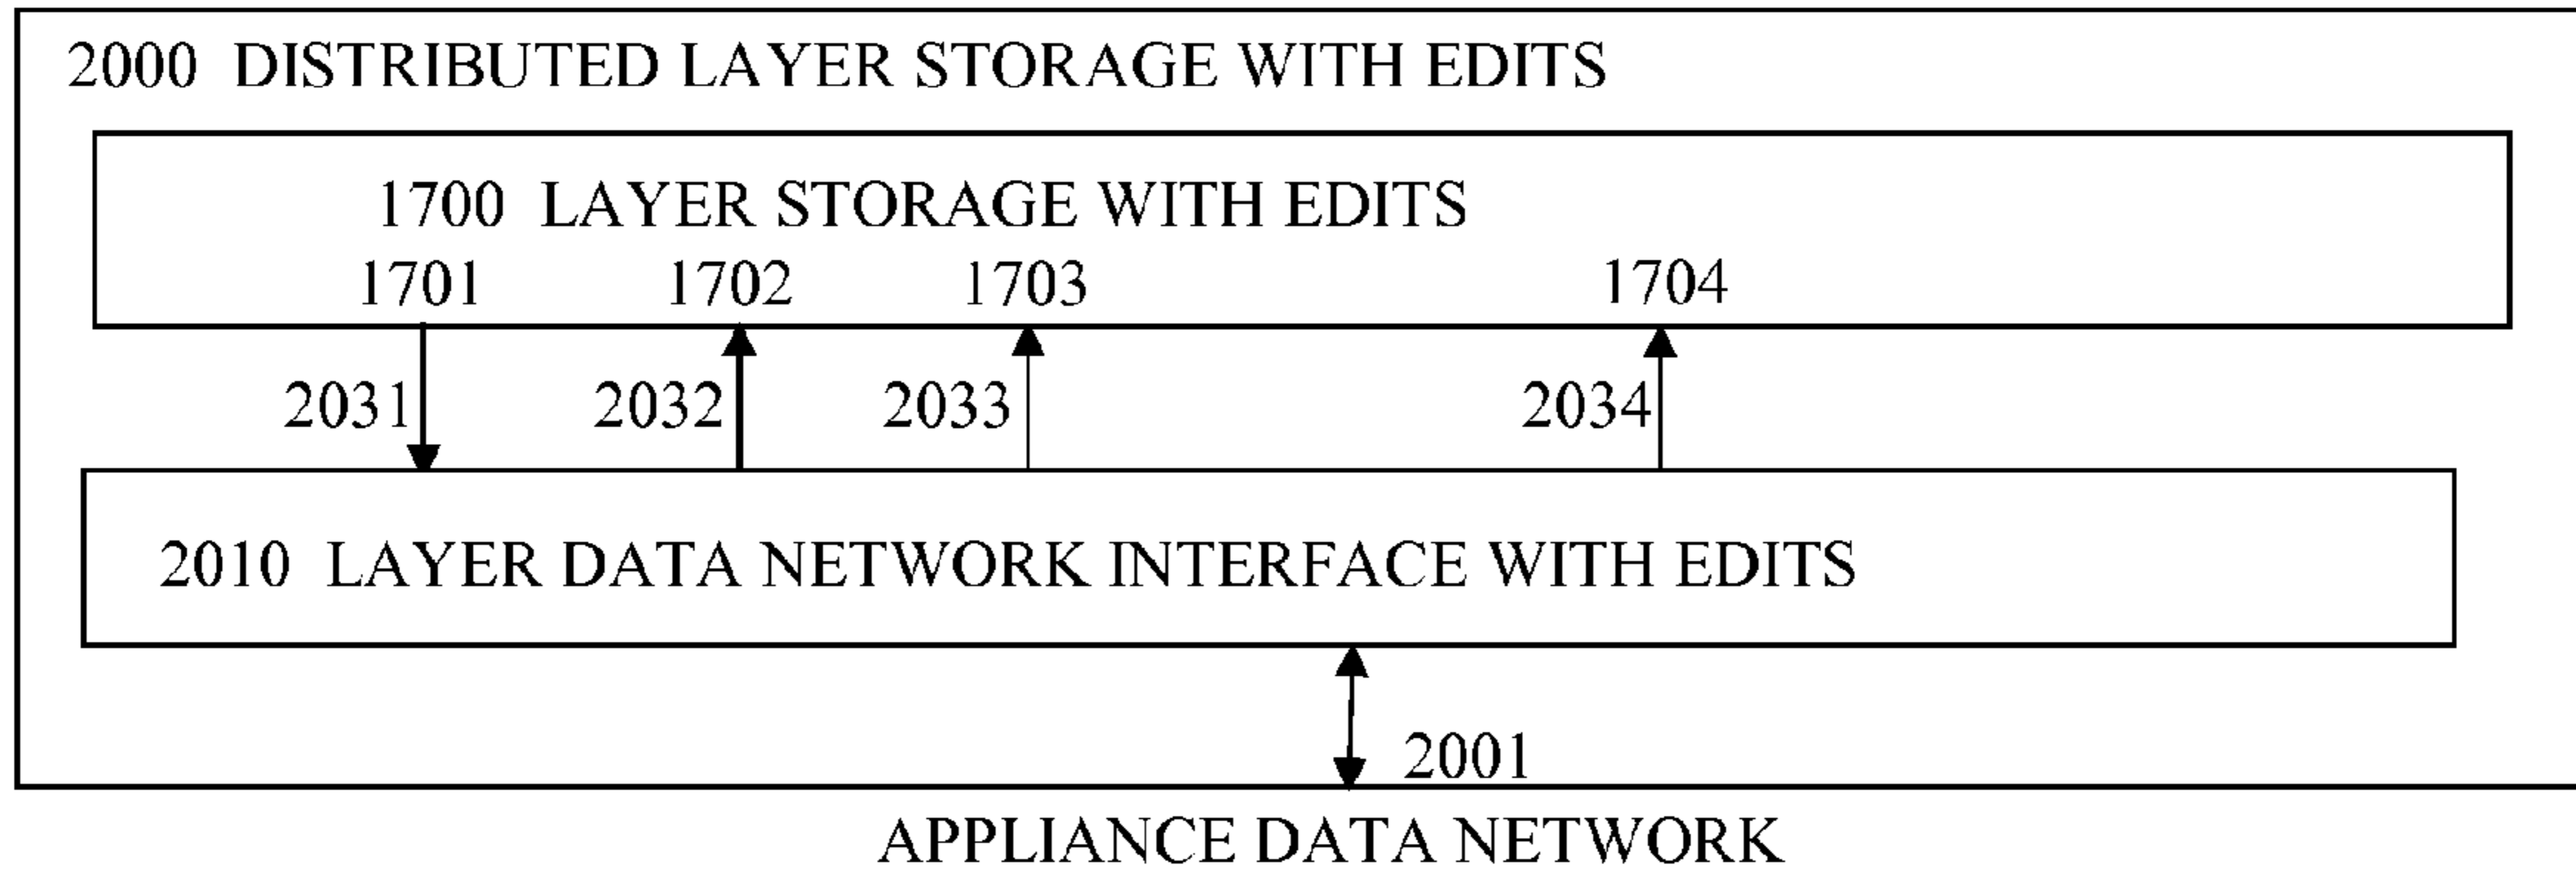 2000 DISTRIBUTED LAYER STORAGE WITH EDITS
1700 LAYER STORAGE WITH EDITS
1701 1702 1703 1704
2031 2032 2033 2034
2010 LAYER DATA NETWORK INTERFACE WITH EDITS
2001
APPLIANCE DATA NETWORK